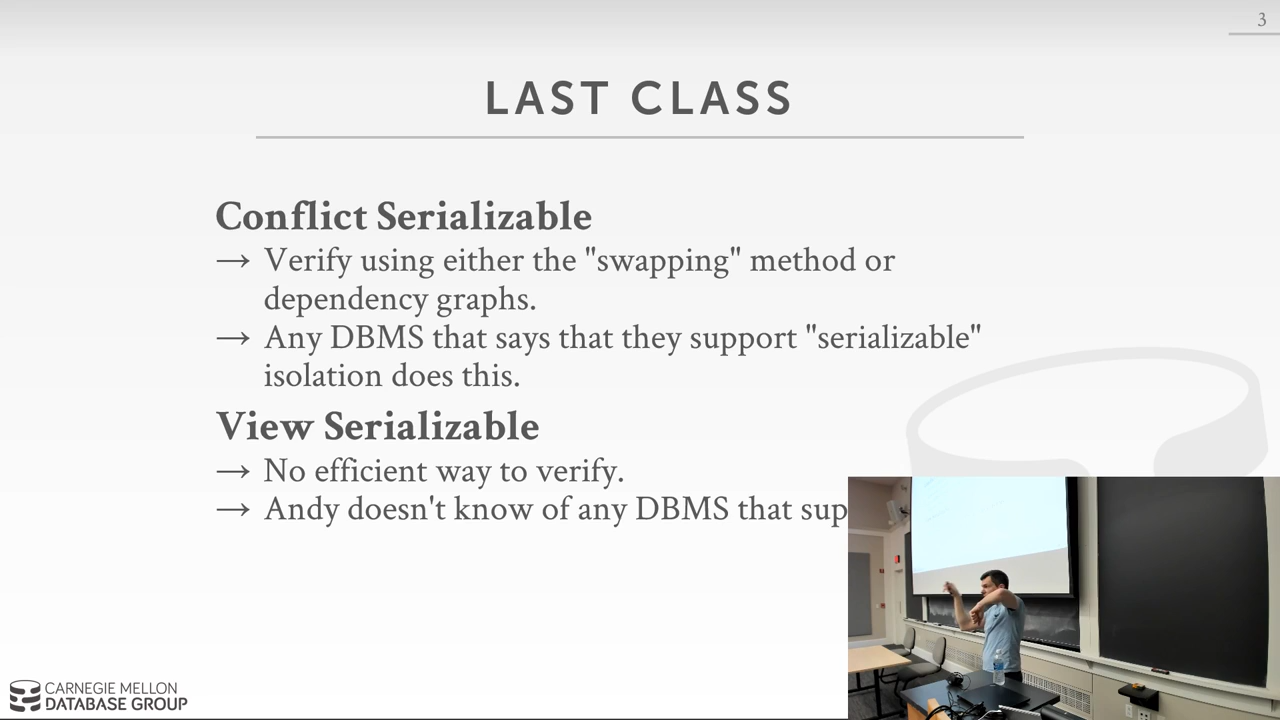 3
LAST CLASS
Conflict Serializable
→ Verify using either the "swapping" method or
dependency graphs.
→ Any DBMS that says that they support "serializable"
isolation does this.
View Serializable
→ No efficient way to verify.
→ Andy doesn't know of any DBMS that sup
CARNEGIE MELLON
DATABASE GROUP